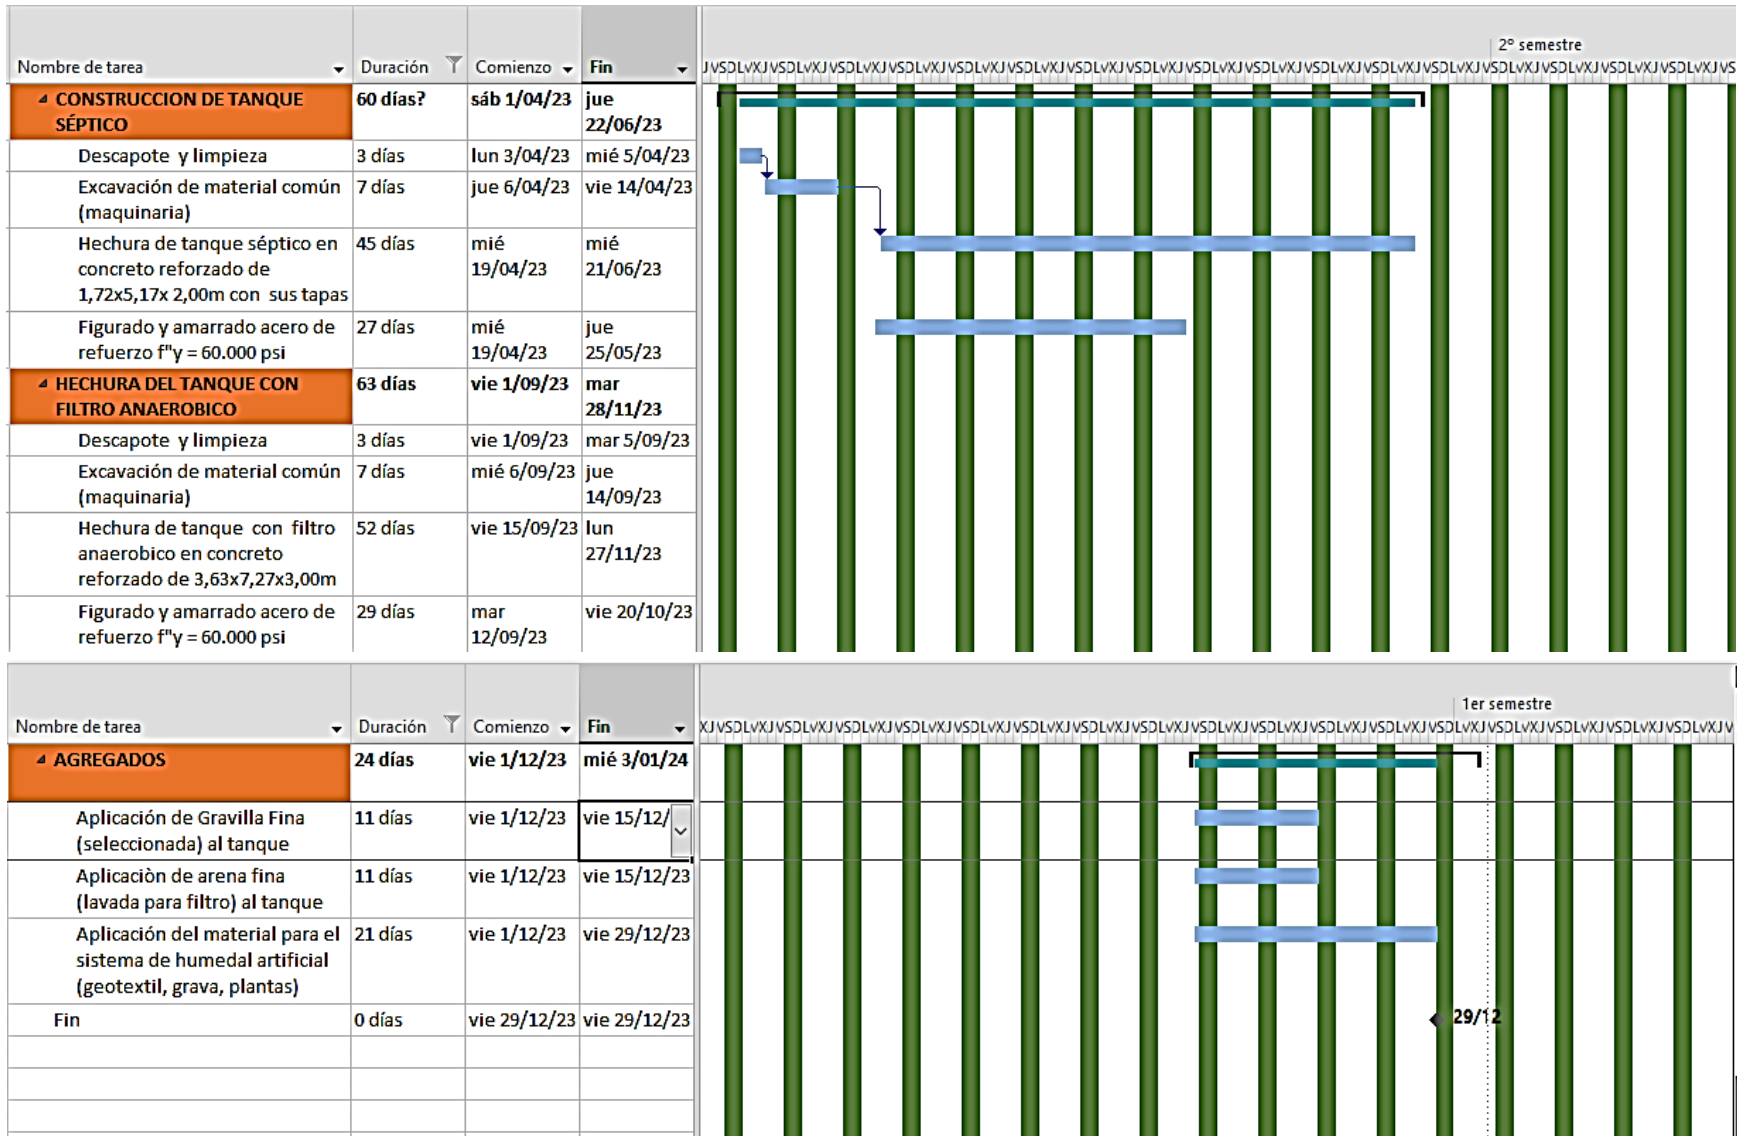 2º semestre
Nombre de tarea Duración Comienzo Fin
JVSDLVXJVSDLVXJVSDLVXJVSDLVXJVSDLVXJVSDLVXJVSDLVXJVSDLVXJVSDLVXJVSDLVXJVSDLVXJVSDLVXJVSDLVXJVSDLVXJVSDLVXJVSDLVXJVSDLVXJVS
CONSTRUCCION DE TANQUE 60 días? sáb 1/04/23 jue
SÉPTICO 22/06/23
Descapote y limpieza 3 días lun 3/04/23 mié 5/04/23
Excavación de material común 7 días jue 6/04/23 vie 14/04/23
(maquinaria)
Hechura de tanque séptico en 45 días mié mié
concreto reforzado de 19/04/23 21/06/23
1,72x5,17x 2,00m con sus tapas
Figurado y amarrado acero de 27 días mié jue
refuerzo f"y = 60.000 psi 19/04/23 25/05/23
HECHURA DEL TANQUE CON 63 días vie 1/09/23 mar
FILTRO ANAEROBICO 28/11/23
Descapote y limpieza 3 días vie 1/09/23 mar 5/09/23
Excavación de material común 7 días mié 6/09/23 jue
(maquinaria) 14/09/23
Hechura de tanque con filtro 52 días vie 15/09/23 lun
anaerobico en concreto 27/11/23
reforzado de 3,63x7,27x3,00m
Figurado y amarrado acero de 29 días mar vie 20/10/23
refuerzo f"y = 60.000 psi 12/09/23
1er semestre
Nombre de tarea Duración Comienzo Fin
XJVSDLVXJVSDLVXJVSDLVXJVSDLVXJVSDLVXJVSDLVXJVSDLVXJVSDLVXJVSDLVXJVSDLVXJVSDLVXJVSDLVXJVSDLVXJVSDLVXJVSDLVXJVSDLVXJVSDLVXJV
AGREGADOS 24 días vie 1/12/23 mié 3/01/24
Aplicación de Gravilla Fina 11 días vie 1/12/23 vie 15/12/
(seleccionada) al tanque
Aplicaciòn de arena fina 11 días vie 1/12/23 vie 15/12/23
(lavada para filtro) al tanque
Aplicación del material para el 21 días vie 1/12/23 vie 29/12/23
sistema de humedal artificial
(geotextil, grava, plantas)
Fin 0 días vie 29/12/23 vie 29/12/23
29/12